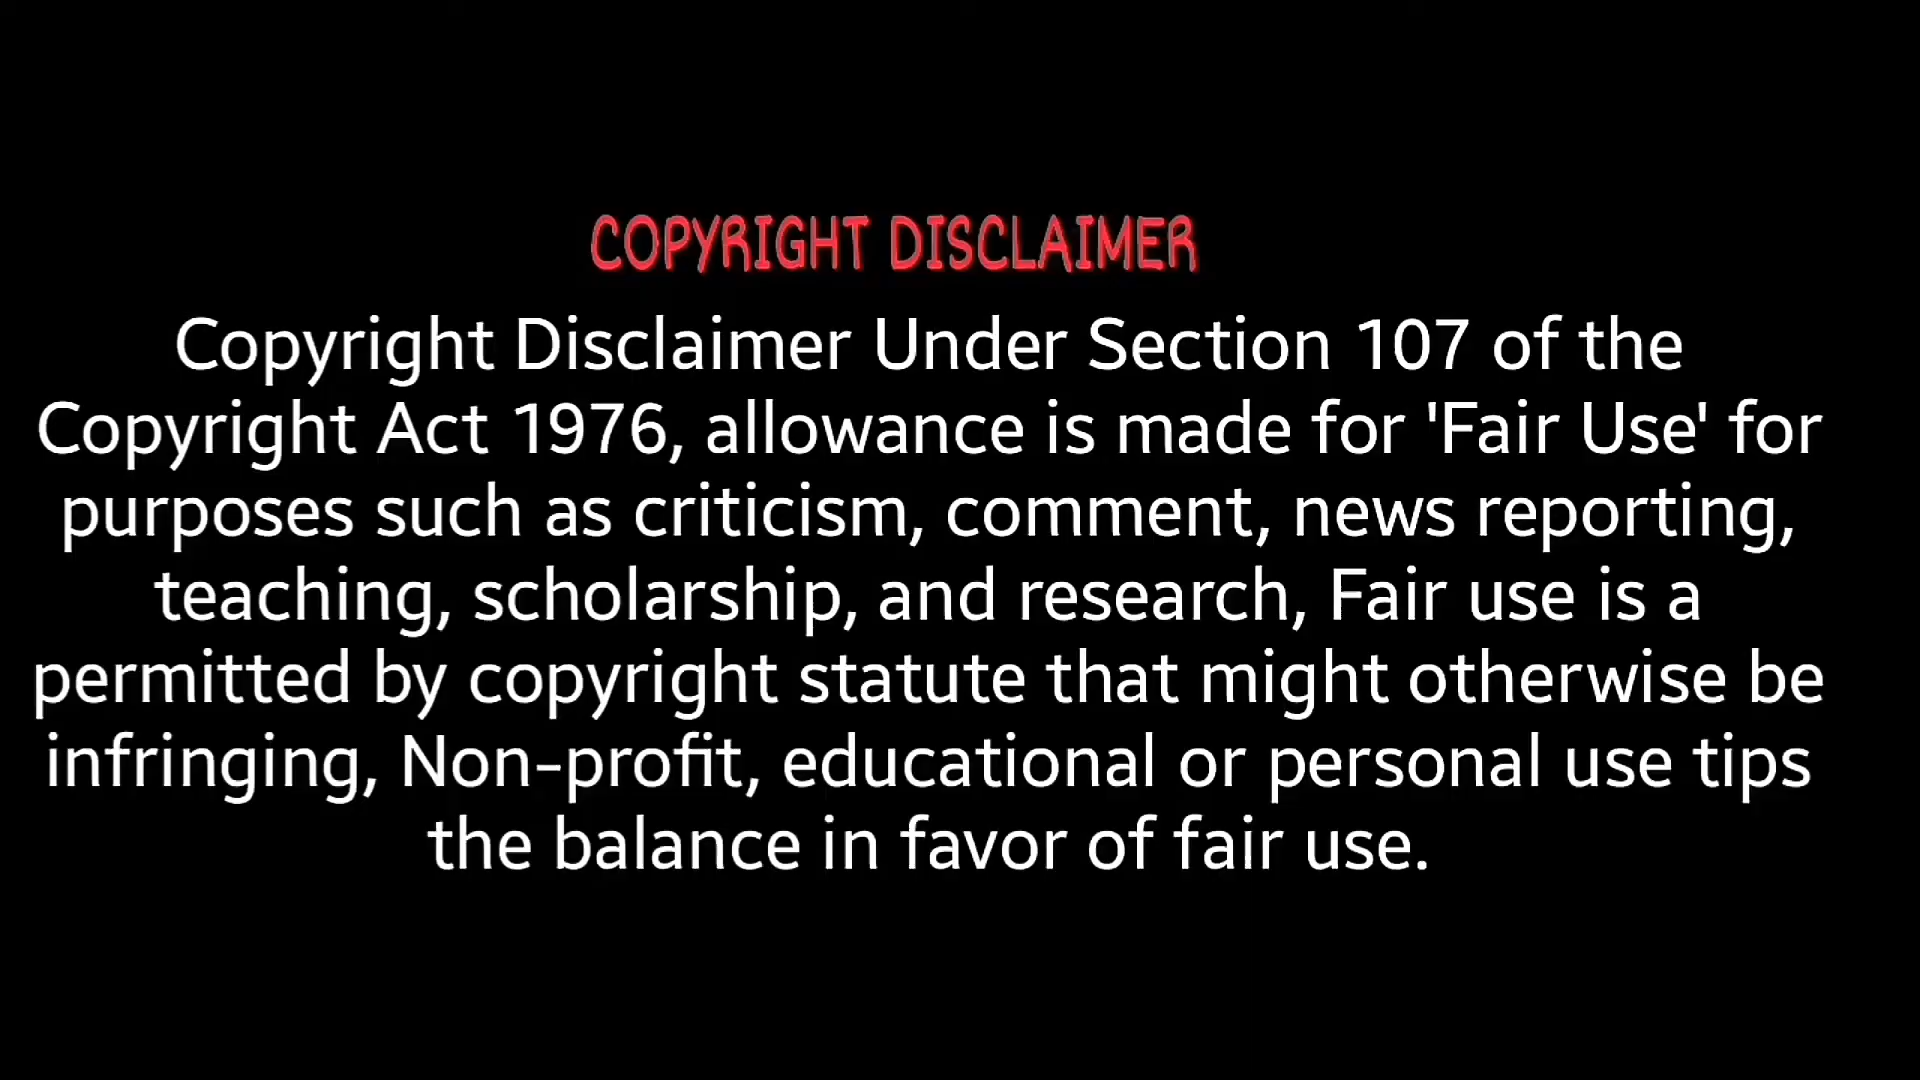 COPYRIGHT DISCLAIMER
Copyright Disclaimer Under Section 107 of the
Copyright Act 1976, allowance is made for 'Fair Use' for
purposes such as criticism, comment, news reporting,
teaching, scholarship, and research, Fair use is a
permitted by copyright statute that might otherwise be
infringing, Non-profit, educational or personal use tips
the balance in favor of fair use.